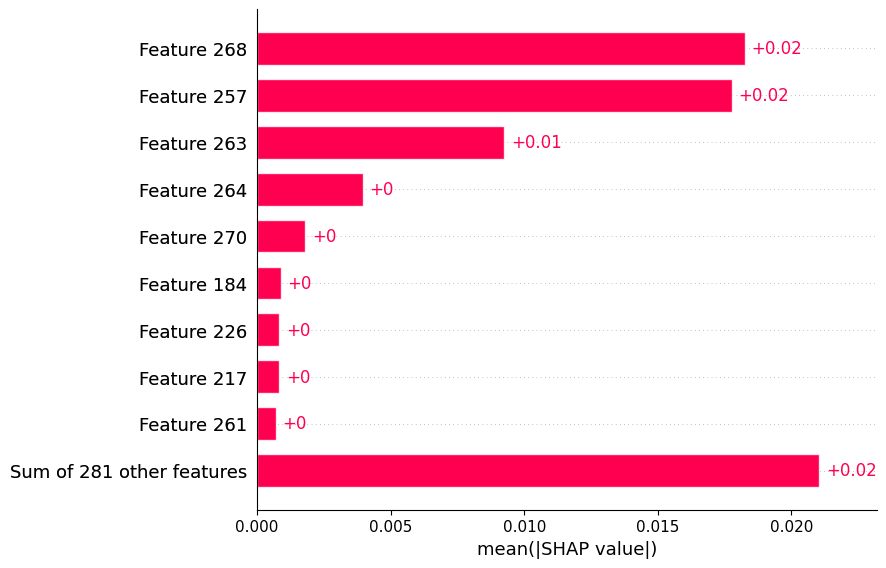 Feature 268 +0.02
Feature 257 +0.02
Feature 263 +0.01
Feature 264 +0
Feature 270 +0
Feature 184 +0
Feature 226 +0
Feature 217 +0
Feature 261 +0
Sum of 281 other features +0.02
0.000 0.005 0.010 0.015 0.020
mean(|SHAP value|)